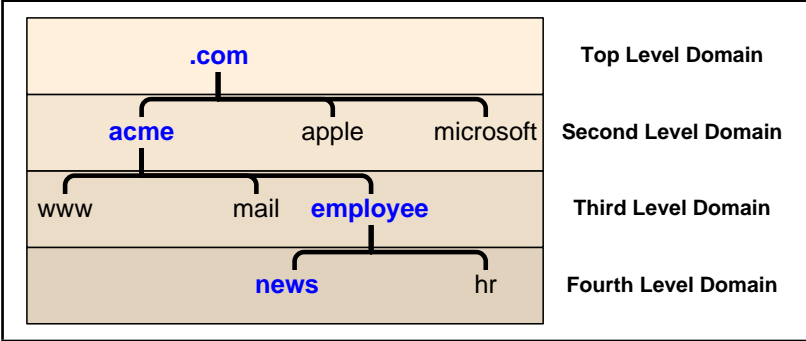 .com Top Level Domain
acme apple microsoft Second Level Domain
www mail employee Third Level Domain
news hr Fourth Level Domain